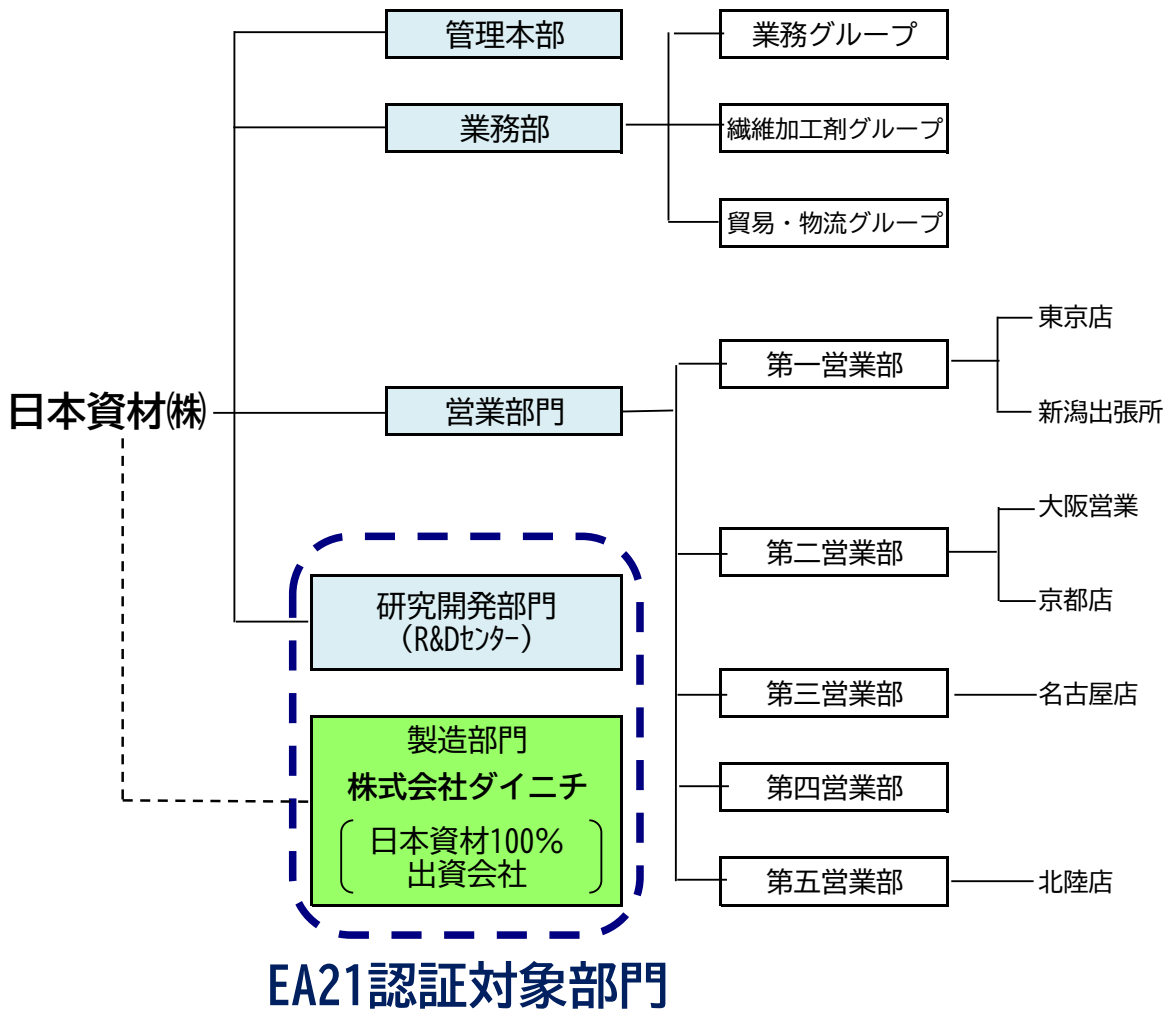 管理本部
業務グループ
業務部
繊維加工剤グループ
貿易・物流グループ
東京店
第一営業部
日本資材㈱
営業部門
新潟出張所
大阪営業
第二営業部
京都店
研究開発部門
（R&Dｾﾝﾀｰ）
第三営業部
名古屋店
製造部門
株式会社ダイニチ
日本資材100%
出資会社
第四営業部
第五営業部
北陸店
EA21認証対象部門